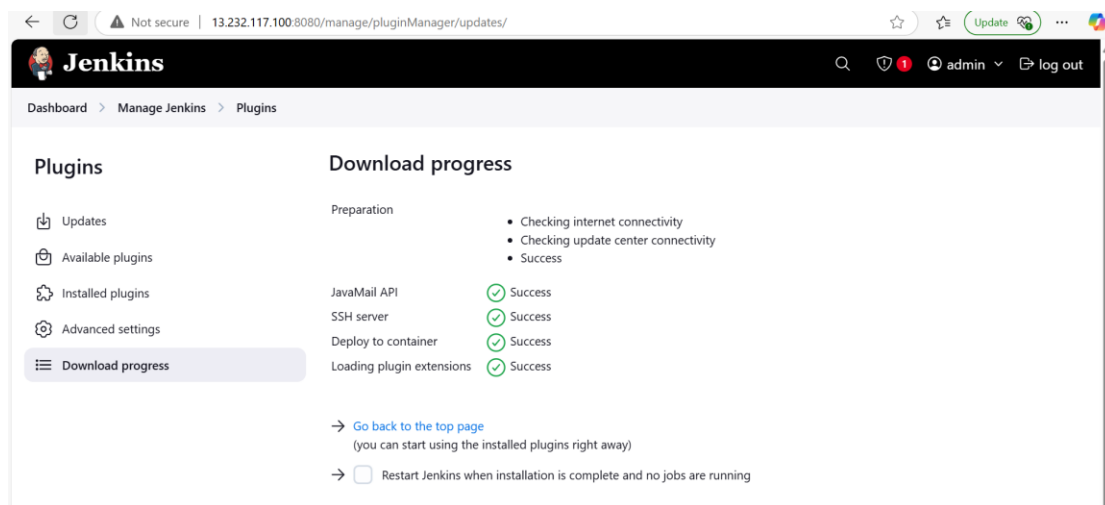 Not secure | 13.232.117.100:8080/manage/pluginManager/updates/ Update
Jenkins 1 admin log out
Dashboard > Manage Jenkins > Plugins
Plugins
Updates
Available plugins
Installed plugins
Advanced settings
Download progress
Download progress
Preparation
• Checking internet connectivity
• Checking update center connectivity
• Success
JavaMail API Success
SSH server Success
Deploy to container Success
Loading plugin extensions Success
→ Go back to the top page
(you can start using the installed plugins right away)
→ Restart Jenkins when installation is complete and no jobs are running